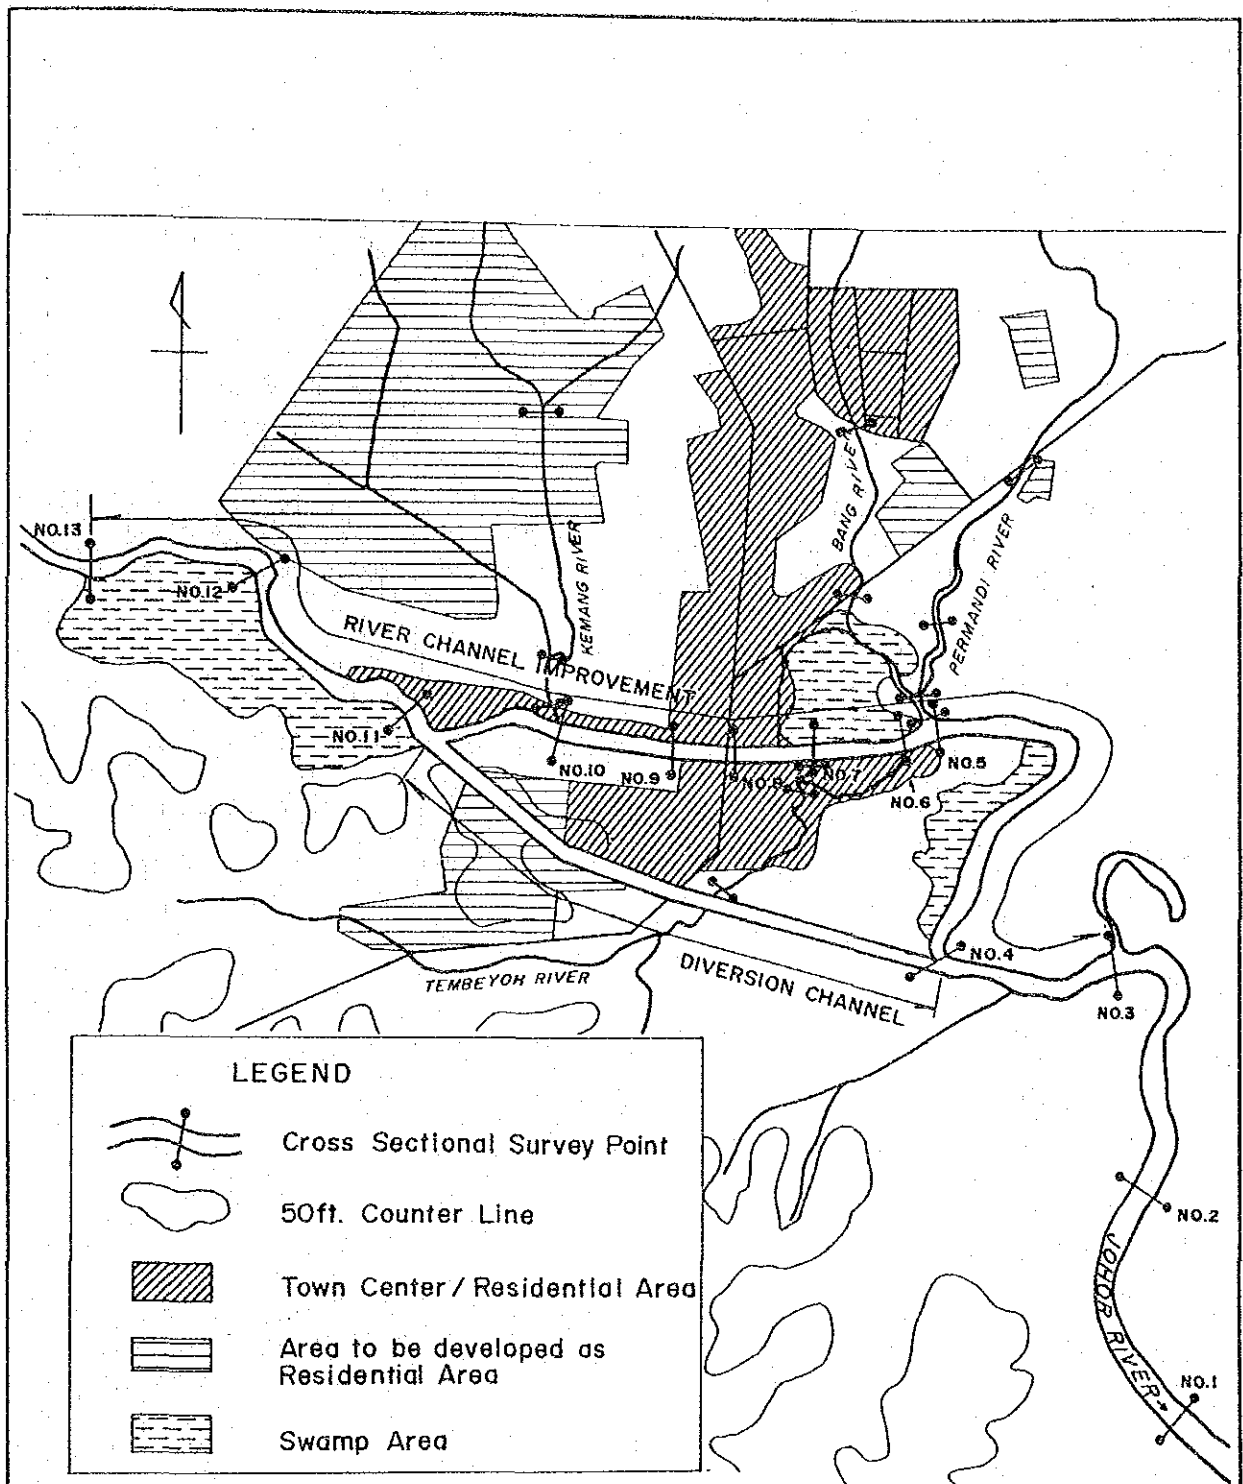 NO.13
NO.12
RIVER CHANNEL IMPROVEMENT
KEMANG RIVER
BANG RIVER
PERMANDI RIVER
NO.11
NO.10
NO.9
NO.8
NO.7
NO.6
NO.5
NO.4
NO.3
DIVERSION CHANNEL
TEMBEYOH RIVER
NO.2
JOHOR RIVER
NO.1
LEGEND
Cross Sectional Survey Point
50ft. Counter Line
Town Center / Residential Area
Area to be developed as
Residential Area
Swamp Area